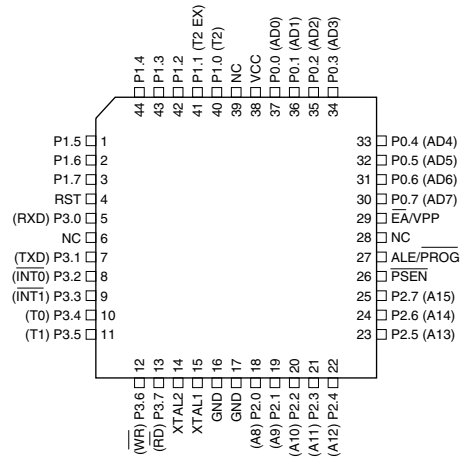 44 P1.4
43 P1.3
42 P1.2
41 P1.1 (T2 EX)
40 P1.0 (T2)
39 NC
38 VCC
37 P0.0 (AD0)
36 P0.1 (AD1)
35 P0.2 (AD2)
34 P0.3 (AD3)
P1.5 1
P1.6 2
P1.7 3
RST 4
(RXD) P3.0 5
NC 6
(TXD) P3.1 7
(INT0) P3.2 8
(INT1) P3.3 9
(T0) P3.4 10
(T1) P3.5 11
33 P0.4 (AD4)
32 P0.5 (AD5)
31 P0.6 (AD6)
30 P0.7 (AD7)
29 EA/VPP
28 NC
27 ALE/PROG
26 PSEN
25 P2.7 (A15)
24 P2.6 (A14)
23 P2.5 (A13)
(WR) P3.6 12
(RD) P3.7 13
XTAL2 14
XTAL1 15
GND 16
GND 17
(A8) P2.0 18
(A9) P2.1 19
(A10) P2.2 20
(A11) P2.3 21
(A12) P2.4 22